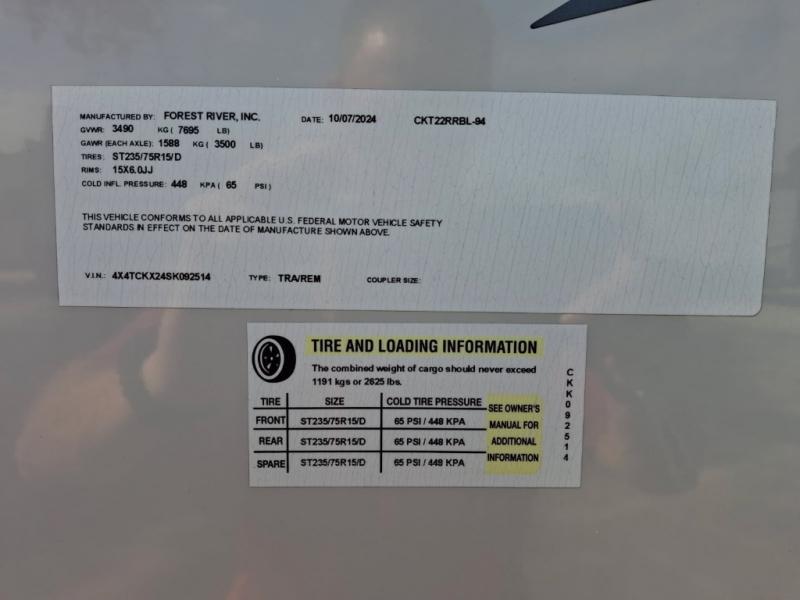 MANUFACTURED BY: FOREST RIVER, INC. DATE: 10/07/2024 CKT22RRBL-94
GVWR: 3490 KG ( 7695 LB)
GAWR (EACH AXLE): 1588 KG ( 3500 LB)
TIRES: ST235/75R15/D
RIMS: 15X6.0JJ
COLD INFL. PRESSURE: 448 KPA ( 65 PSI )
THIS VEHICLE CONFORMS TO ALL APPLICABLE U.S. FEDERAL MOTOR VEHICLE SAFETY
STANDARDS IN EFFECT ON THE DATE OF MANUFACTURE SHOWN ABOVE.
V.I.N.: 4X4TCKX24SK092514 TYPE: TRA/REM COUPLER SIZE:
TIRE AND LOADING INFORMATION
The combined weight of cargo should never exceed
1191 kgs or 2625 lbs.
TIRE SIZE COLD TIRE PRESSURE
FRONT ST235/75R15/D 65 PSI / 448 KPA
REAR ST235/75R15/D 65 PSI / 448 KPA
SPARE ST235/75R15/D 65 PSI / 448 KPA
SEE OWNER'S
MANUAL FOR
ADDITIONAL
INFORMATION
CKK092514